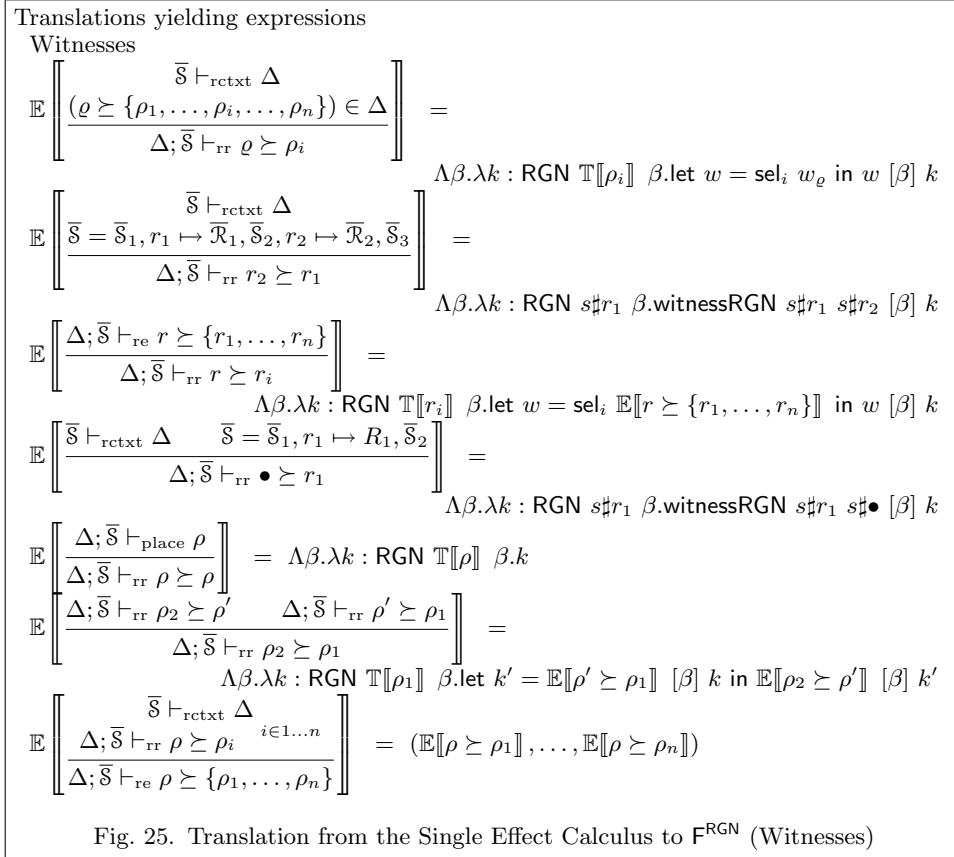 Translations yielding expressions
Witnesses
𝔼⟦ 𝒮̅ ⊢rctxt Δ
(ϱ ⪰ {ρ₁, . . . , ρᵢ, . . . , ρₙ}) ∈ Δ
Δ; 𝒮̅ ⊢rr ϱ ⪰ ρᵢ ⟧ =
Λβ.λk : RGN 𝕋⟦ρᵢ⟧ β.let w = selᵢ w_ϱ in w [β] k
𝔼⟦ 𝒮̅ ⊢rctxt Δ
𝒮̅ = 𝒮̅₁, r₁ ↦ ℛ̅₁, 𝒮̅₂, r₂ ↦ ℛ̅₂, 𝒮̅₃
Δ; 𝒮̅ ⊢rr r₂ ⪰ r₁ ⟧ =
Λβ.λk : RGN s♯r₁ β.witnessRGN s♯r₁ s♯r₂ [β] k
𝔼⟦ Δ; 𝒮̅ ⊢re r ⪰ {r₁, . . . , rₙ}
Δ; 𝒮̅ ⊢rr r ⪰ rᵢ ⟧ =
Λβ.λk : RGN 𝕋⟦rᵢ⟧ β.let w = selᵢ 𝔼⟦r ⪰ {r₁, . . . , rₙ}⟧ in w [β] k
𝔼⟦ 𝒮̅ ⊢rctxt Δ 𝒮̅ = 𝒮̅₁, r₁ ↦ R₁, 𝒮̅₂
Δ; 𝒮̅ ⊢rr • ⪰ r₁ ⟧ =
Λβ.λk : RGN s♯r₁ β.witnessRGN s♯r₁ s♯• [β] k
𝔼⟦ Δ; 𝒮̅ ⊢place ρ
Δ; 𝒮̅ ⊢rr ρ ⪰ ρ ⟧ = Λβ.λk : RGN 𝕋⟦ρ⟧ β.k
𝔼⟦ Δ; 𝒮̅ ⊢rr ρ₂ ⪰ ρ′ Δ; 𝒮̅ ⊢rr ρ′ ⪰ ρ₁
Δ; 𝒮̅ ⊢rr ρ₂ ⪰ ρ₁ ⟧ =
Λβ.λk : RGN 𝕋⟦ρ₁⟧ β.let k′ = 𝔼⟦ρ′ ⪰ ρ₁⟧ [β] k in 𝔼⟦ρ₂ ⪰ ρ′⟧ [β] k′
𝔼⟦ 𝒮̅ ⊢rctxt Δ
Δ; 𝒮̅ ⊢rr ρ ⪰ ρᵢ i∈1...n
Δ; 𝒮̅ ⊢re ρ ⪰ {ρ₁, . . . , ρₙ} ⟧ = (𝔼⟦ρ ⪰ ρ₁⟧ , . . . , 𝔼⟦ρ ⪰ ρₙ⟧)
Fig. 25. Translation from the Single Effect Calculus to F^RGN (Witnesses)